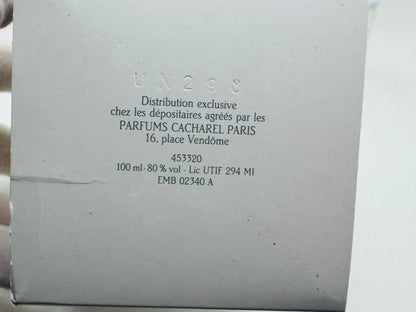 UN298
Distribution exclusive
chez les dépositaires agréés par les
PARFUMS CACHAREL PARIS
16, place Vendôme
453320
100 ml - 80 % vol - Lic UTIF 294 MI
EMB 02340 A